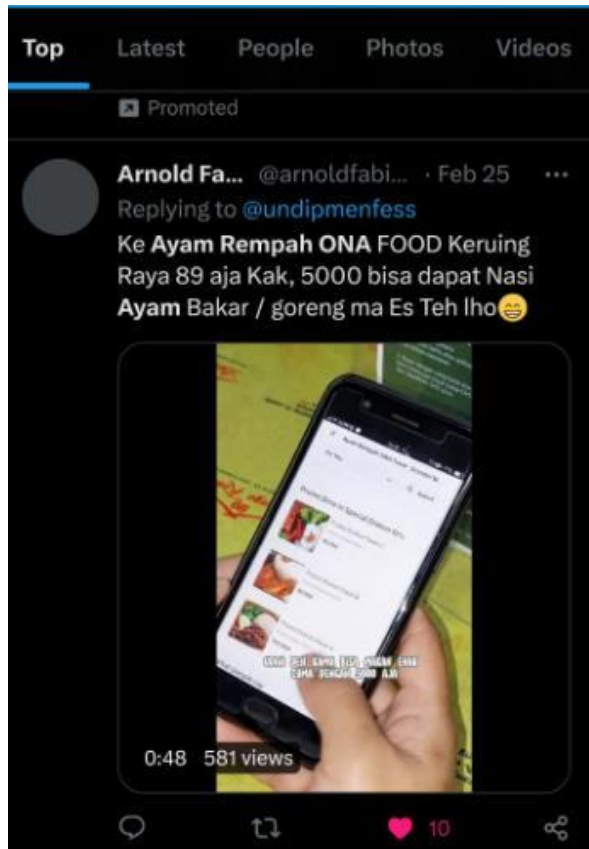 Top Latest People Photos Videos
Promoted
Arnold Fa... @arnoldfabi... · Feb 25 ...
Replying to @undipmenfess
Ke Ayam Rempah ONA FOOD Keruing
Raya 89 aja Kak, 5000 bisa dapat Nasi
Ayam Bakar / goreng ma Es Teh lho😄
0:48 581 views
10